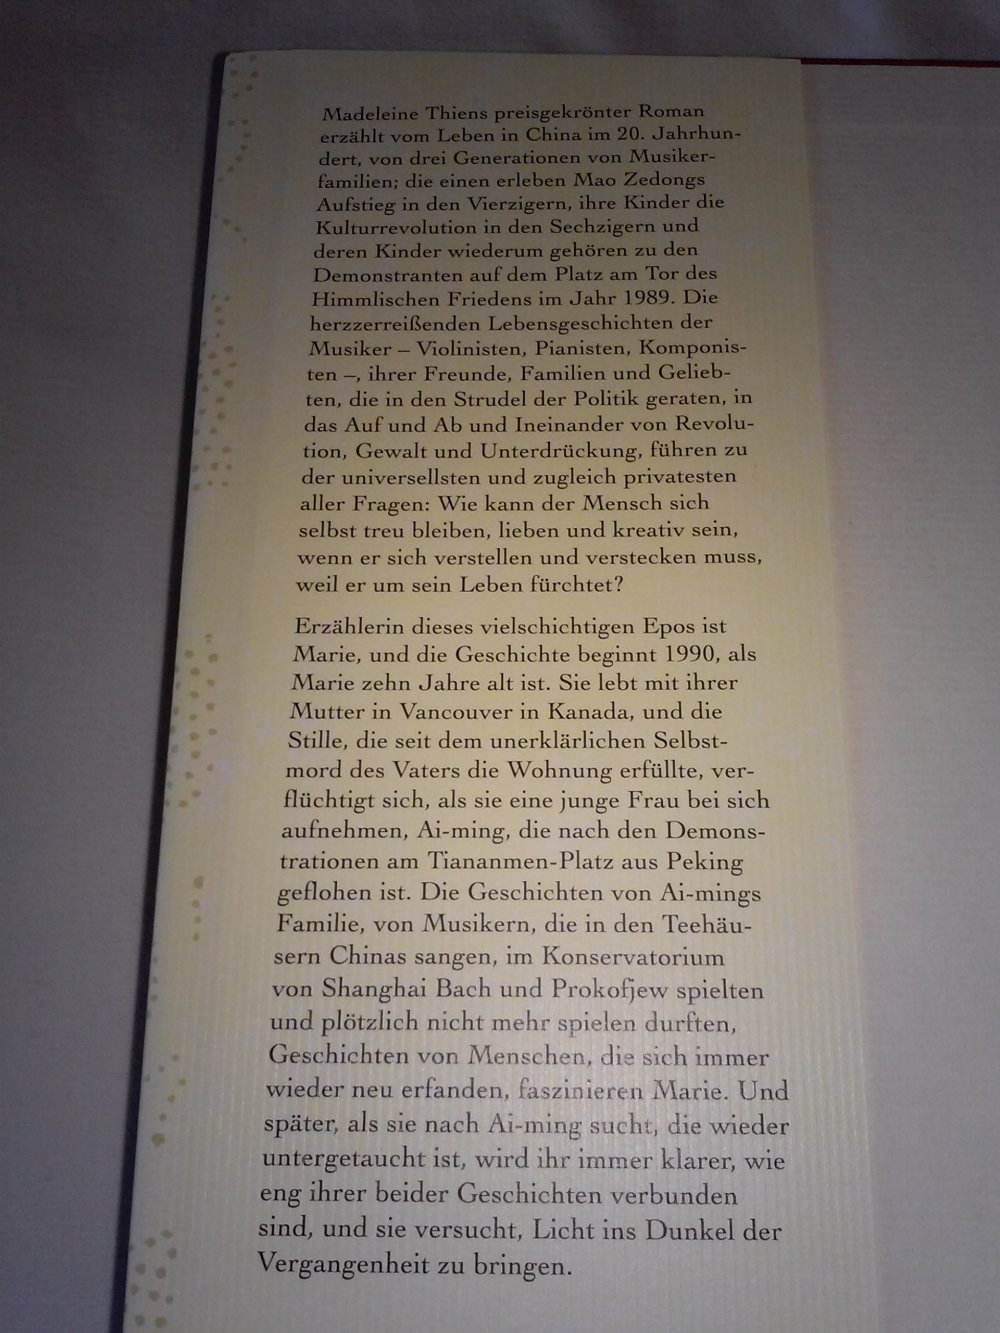 Madeleine Thiens preisgekrönter Roman
erzählt vom Leben in China im 20. Jahrhun-
dert, von drei Generationen von Musiker-
familien; die einen erleben Mao Zedongs
Aufstieg in den Vierzigern, ihre Kinder die
Kulturrevolution in den Sechzigern und
deren Kinder wiederum gehören zu den
Demonstranten auf dem Platz am Tor des
Himmlischen Friedens im Jahr 1989. Die
herzzerreißenden Lebensgeschichten der
Musiker – Violinisten, Pianisten, Komponis-
ten –, ihrer Freunde, Familien und Gelieb-
ten, die in den Strudel der Politik geraten, in
das Auf und Ab und Ineinander von Revolu-
tion, Gewalt und Unterdrückung, führen zu
der universellsten und zugleich privatesten
aller Fragen: Wie kann der Mensch sich
selbst treu bleiben, lieben und kreativ sein,
wenn er sich verstellen und verstecken muss,
weil er um sein Leben fürchtet?
Erzählerin dieses vielschichtigen Epos ist
Marie, und die Geschichte beginnt 1990, als
Marie zehn Jahre alt ist. Sie lebt mit ihrer
Mutter in Vancouver in Kanada, und die
Stille, die seit dem unerklärlichen Selbst-
mord des Vaters die Wohnung erfüllte, ver-
flüchtigt sich, als sie eine junge Frau bei sich
aufnehmen, Ai-ming, die nach den Demons-
trationen am Tiananmen-Platz aus Peking
geflohen ist. Die Geschichten von Ai-mings
Familie, von Musikern, die in den Teehäu-
sern Chinas sangen, im Konservatorium
von Shanghai Bach und Prokofjew spielten
und plötzlich nicht mehr spielen durften,
Geschichten von Menschen, die sich immer
wieder neu erfanden, faszinieren Marie. Und
später, als sie nach Ai-ming sucht, die wieder
untergetaucht ist, wird ihr immer klarer, wie
eng ihrer beider Geschichten verbunden
sind, und sie versucht, Licht ins Dunkel der
Vergangenheit zu bringen.